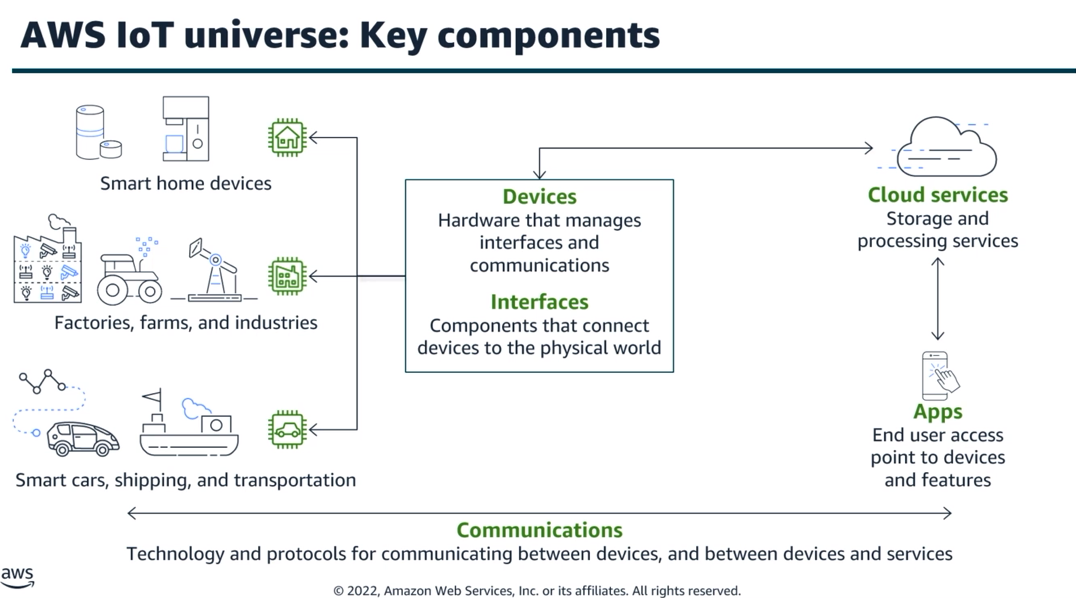 AWS IoT universe: Key components
Smart home devices
Factories, farms, and industries
Smart cars, shipping, and transportation
Devices
Hardware that manages
interfaces and
communications
Interfaces
Components that connect
devices to the physical world
Cloud services
Storage and
processing services
Apps
End user access
point to devices
and features
Communications
Technology and protocols for communicating between devices, and between devices and services
aws
© 2022, Amazon Web Services, Inc. or its affiliates. All rights reserved.